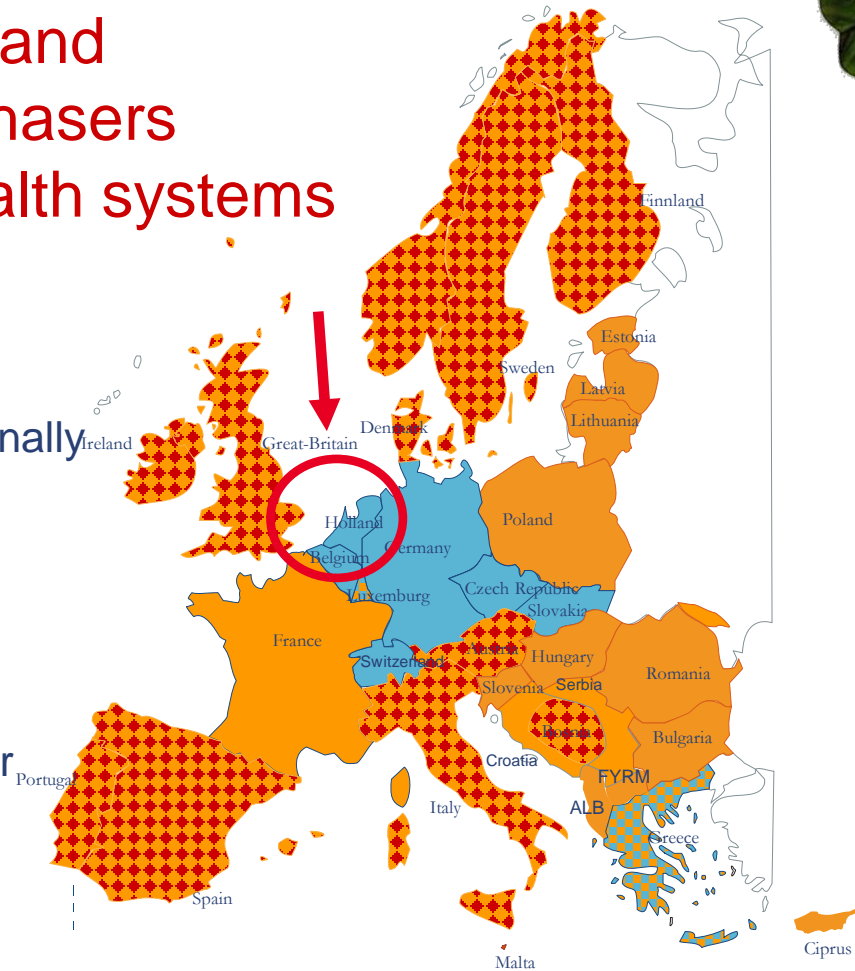 and
hasers
alth systems
nally
r
Finnland
Estonia
Sweden
Latvia
Lithuania
Ireland
Great-Britain
Denmark
Holland
Poland
Belgium
Germany
Luxemburg
Czech Republic
Slovakia
France
Switzerland
Austria
Hungary
Slovenia
Serbia
Romania
Bosnia
Croatia
Bulgaria
FYRM
Portugal
Italy
ALB
Greece
Spain
Malta
Ciprus